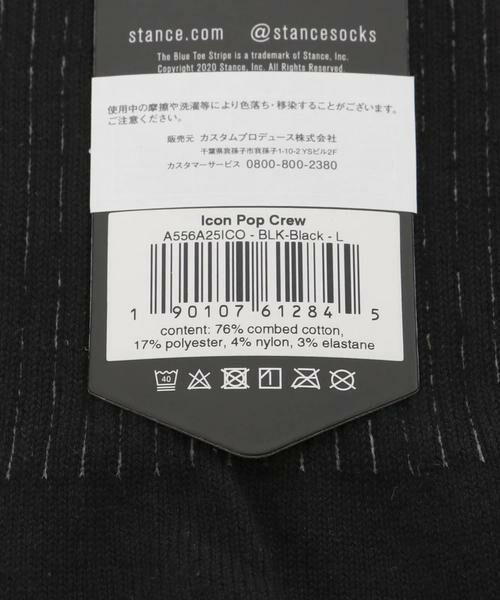 stance.com @stancesocks
The Blue Toe Stripe is a trademark of Stance, Inc.
Copyright 2020 Stance, Inc. All Rights Reserved
使用中の摩擦や洗濯等により色落ち・移染することがございます。
ご注意ください。
販売元 カスタムプロデュース株式会社
千葉県我孫子市我孫子1-10-2 YSビル2F
カスタマーサービス 0800-800-2380
Icon Pop Crew
A556A25ICO - BLK-Black - L
1 90107 61284 5
content: 76% combed cotton,
17% polyester, 4% nylon, 3% elastane
40